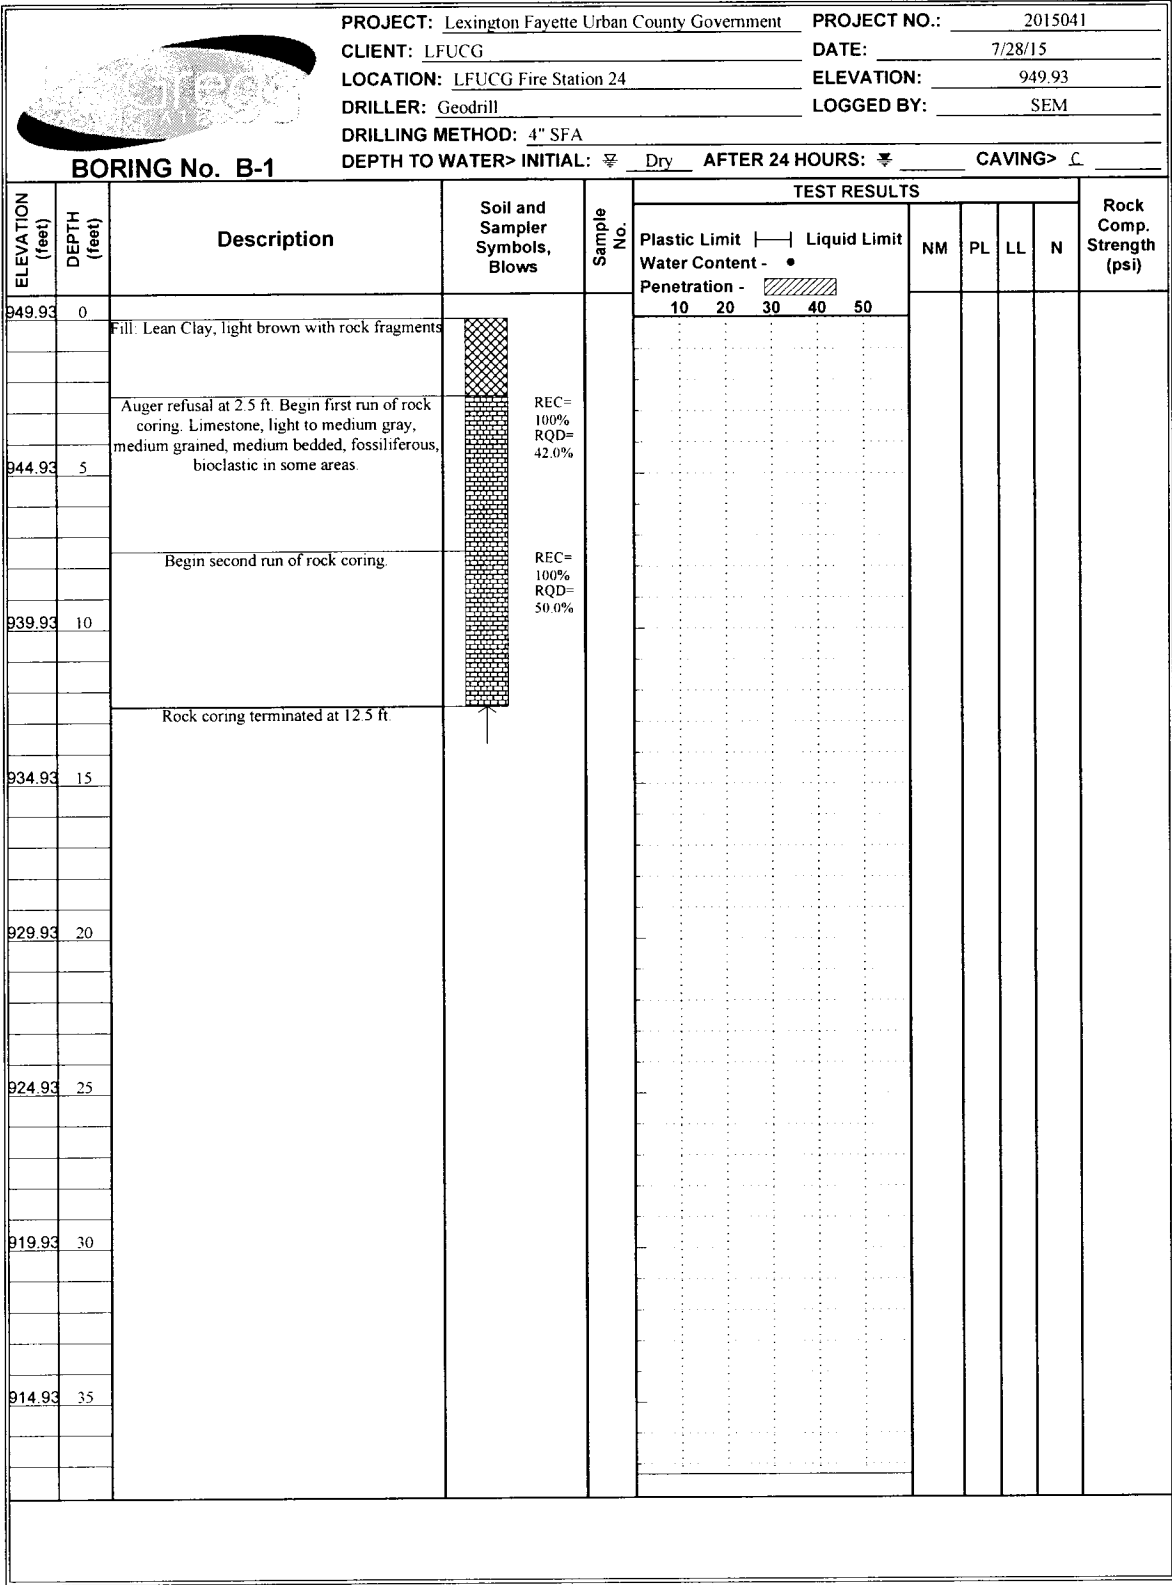 PROJECT: Lexington Fayette Urban County Government PROJECT NO.: 2015041
CLIENT: LFUCG DATE: 7/28/15
LOCATION: LFUCG Fire Station 24 ELEVATION: 949.93
DRILLER: Geodrill LOGGED BY: SEM
DRILLING METHOD: 4" SFA
BORING No. B-1
DEPTH TO WATER> INITIAL: Dry AFTER 24 HOURS: CAVING> C
TEST RESULTS
ELEVATION (feet)
DEPTH (feet)
Description
Soil and
Sampler
Symbols,
Blows
Sample No.
Plastic Limit Liquid Limit
Water Content - •
Penetration -
10 20 30 40 50
NM PL LL N
Rock
Comp.
Strength
(psi)
949.93 0
Fill: Lean Clay, light brown with rock fragments
Auger refusal at 2.5 ft. Begin first run of rock
coring. Limestone, light to medium gray,
medium grained, medium bedded, fossiliferous,
bioclastic in some areas.
REC=
100%
RQD=
42.0%
944.93 5
Begin second run of rock coring.
REC=
100%
RQD=
50.0%
939.93 10
Rock coring terminated at 12.5 ft.
934.93 15
929.93 20
924.93 25
919.93 30
914.93 35